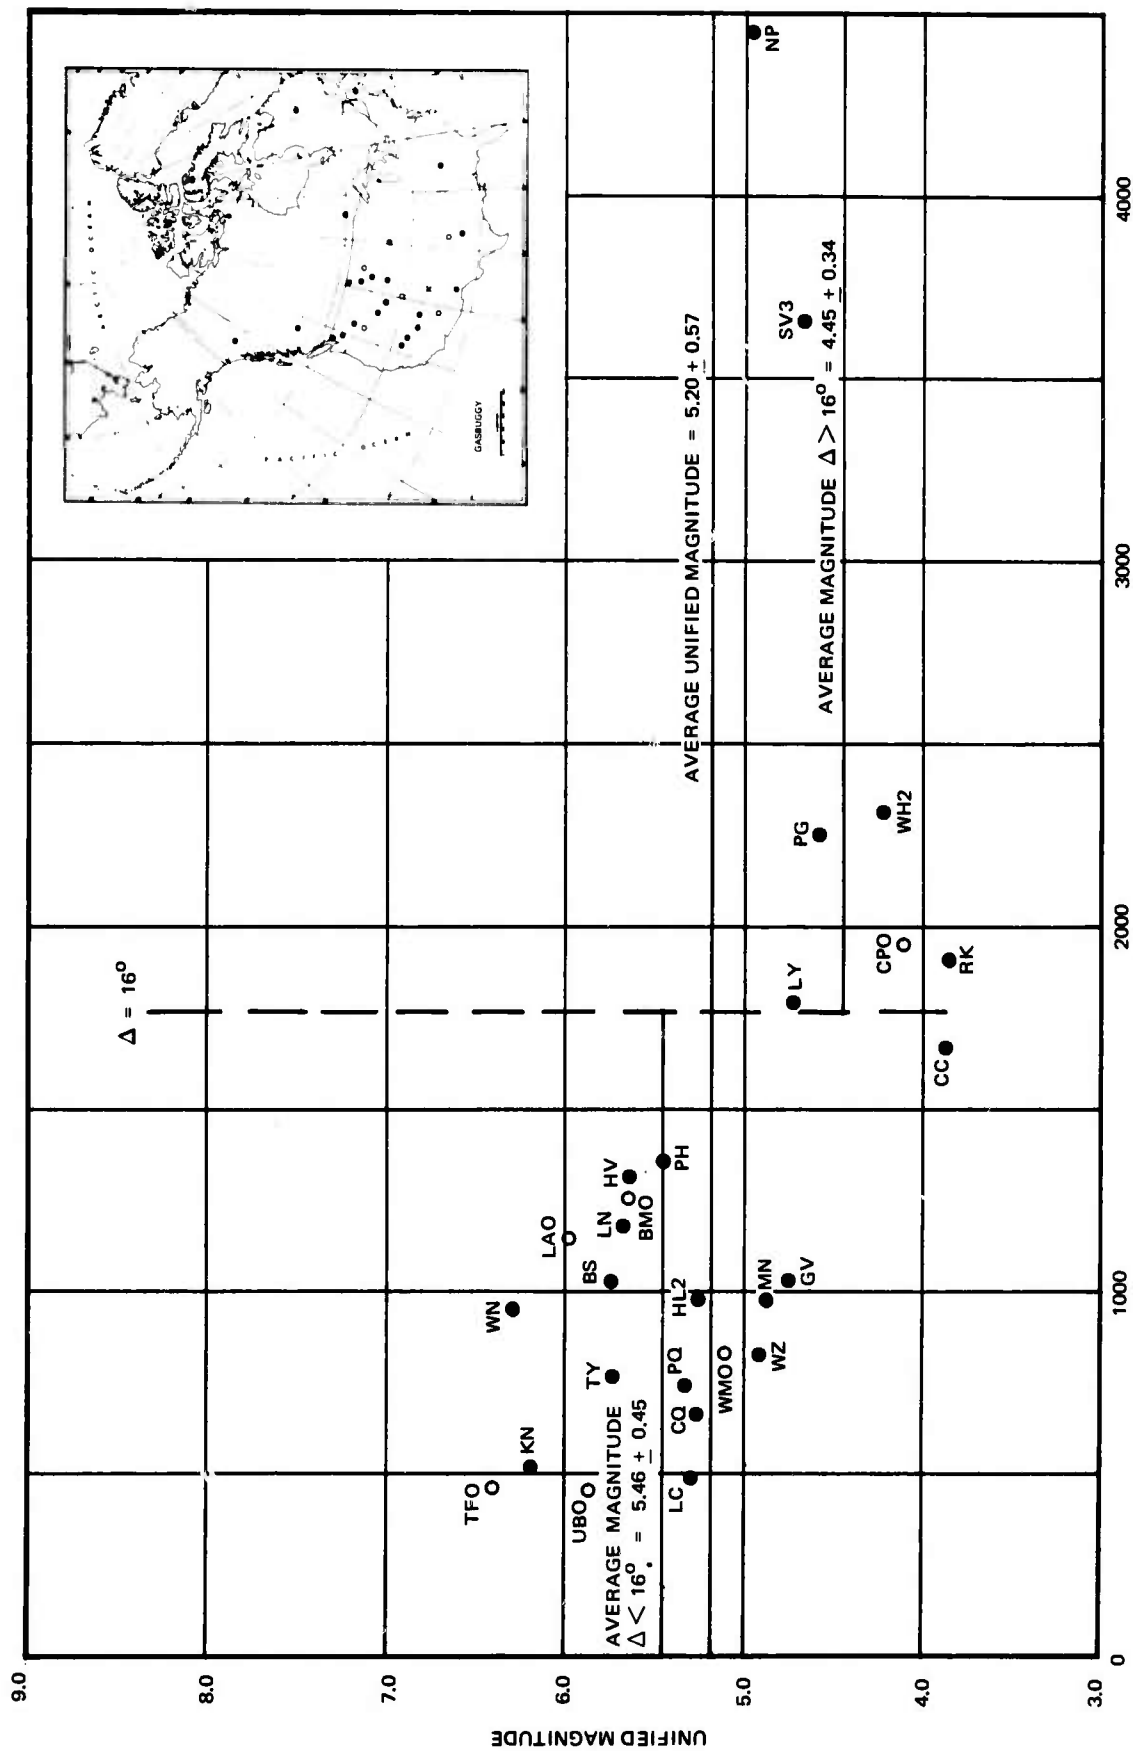 UNIFIED MAGNITUDE
9.0
8.0
7.0
6.0
5.0
4.0
3.0
0
1000
2000
3000
4000
Δ = 16°
TFO
KN
UBO
WN
TY
BS
LAO
LN
BMO
HV
PH
LC
CQ
PQ
HL2
WMO
WZ
MN
GV
CC
LY
CPO
RK
PG
WH2
SV3
NP
AVERAGE MAGNITUDE
Δ < 16° = 5.46 ± 0.45
AVERAGE UNIFIED MAGNITUDE = 5.20 ± 0.57
AVERAGE MAGNITUDE Δ > 16° = 4.45 ± 0.34
GASBUGGY